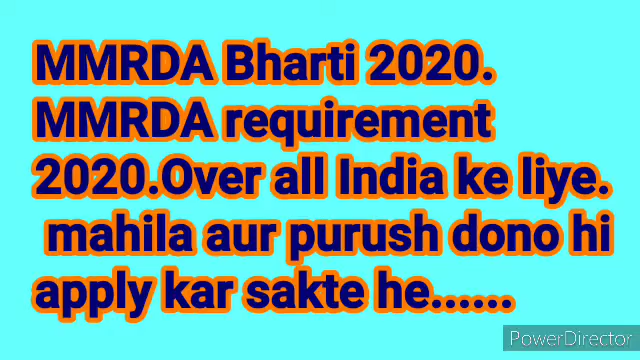 MMRDA Bharti 2020.
MMRDA requirement
2020.Over all India ke liye.
mahila aur purush dono hi
apply kar sakte he......
PowerDirector